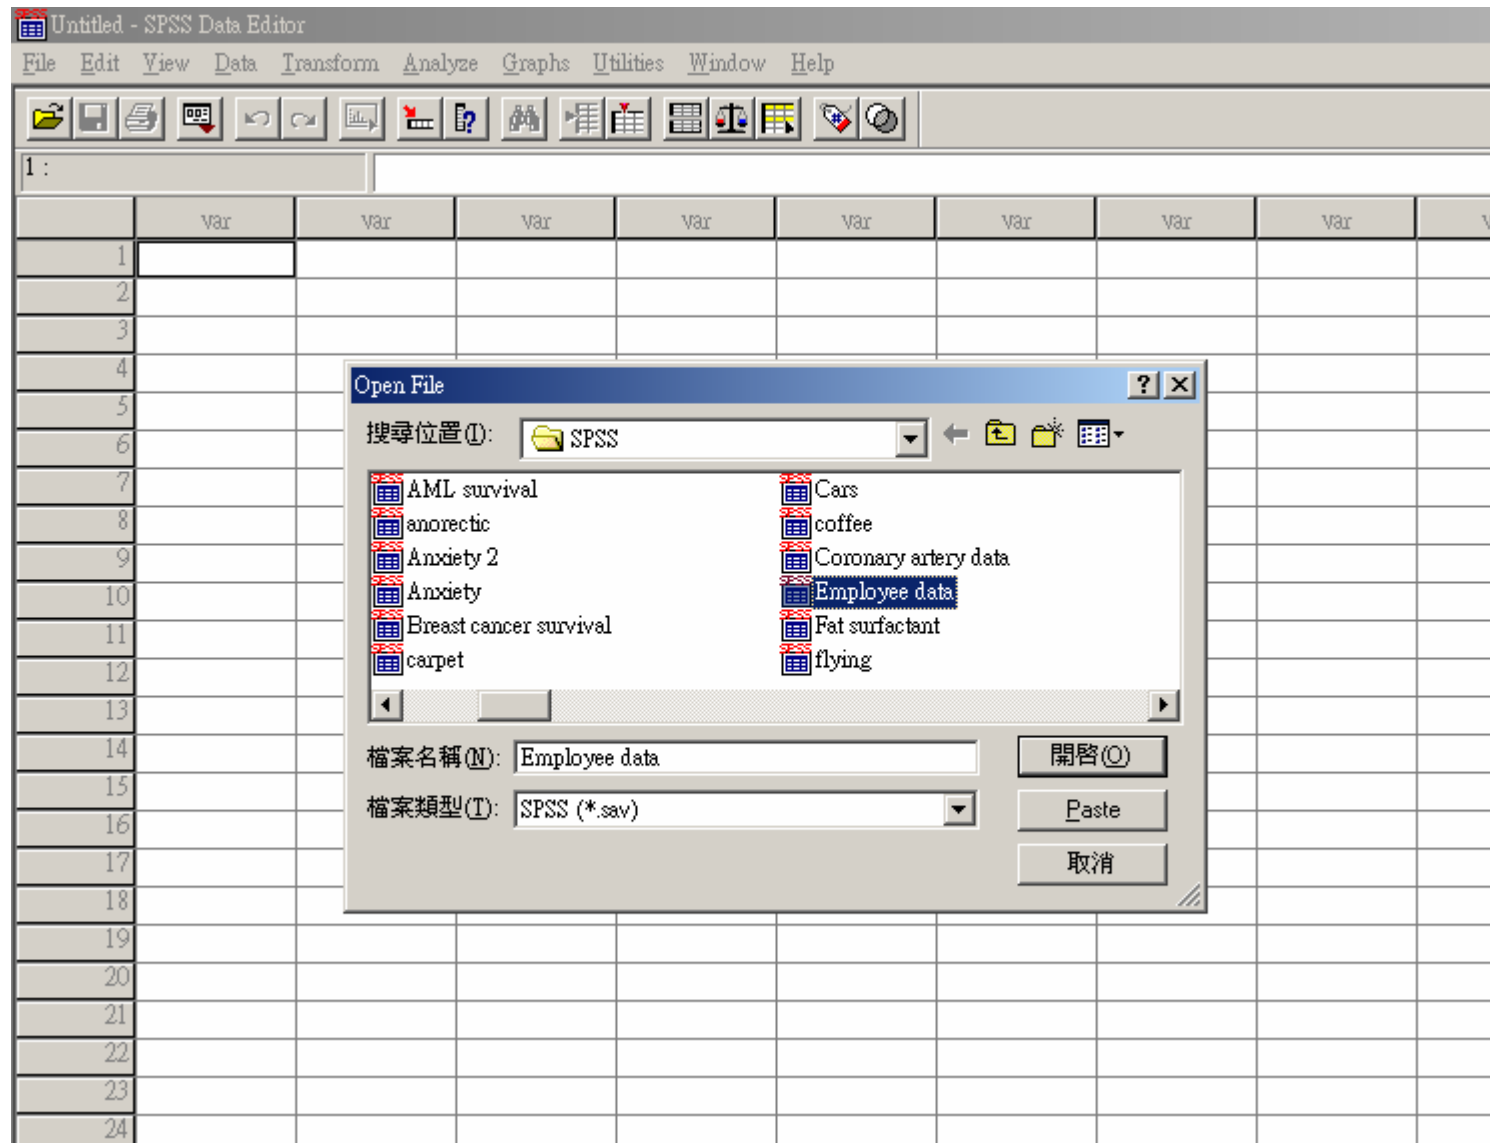 Untitled - SPSS Data Editor
File Edit View Data Transform Analyze Graphs Utilities Window Help
1 :
var var var var var var var var
1
2
3
4
5
6
7
8
9
10
11
12
13
14
15
16
17
18
19
20
21
22
23
24
Open File
搜尋位置(I): SPSS
AML survival
anorectic
Anxiety 2
Anxiety
Breast cancer survival
carpet
Cars
coffee
Coronary artery data
Employee data
Fat surfactant
flying
檔案名稱(N): Employee data 開啓(O)
檔案類型(T): SPSS (*.sav) Paste
取消